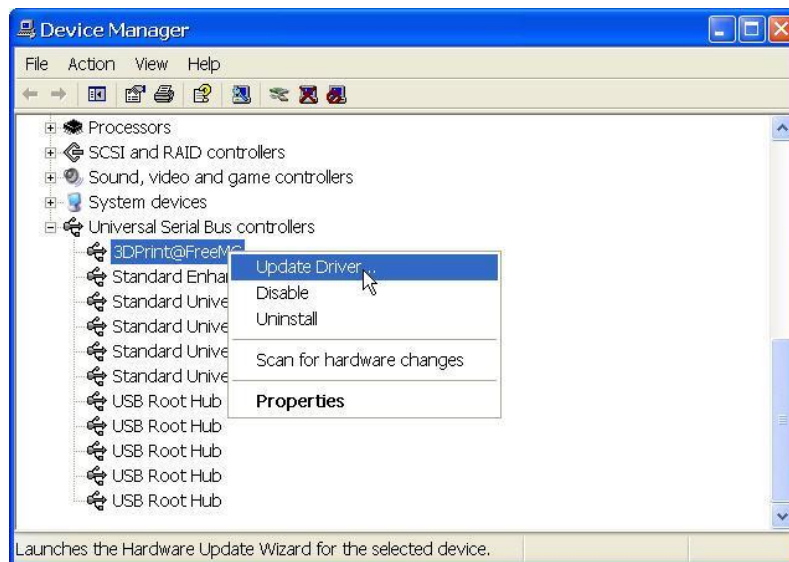 Device Manager
File Action View Help
Processors
SCSI and RAID controllers
Sound, video and game controllers
System devices
Universal Serial Bus controllers
3DPrint@FreeMC
Update Driver...
Standard Enha
Disable
Standard Unive
Uninstall
Standard Unive
Standard Unive
Scan for hardware changes
Standard Unive
USB Root Hub
Properties
USB Root Hub
USB Root Hub
USB Root Hub
USB Root Hub
Launches the Hardware Update Wizard for the selected device.